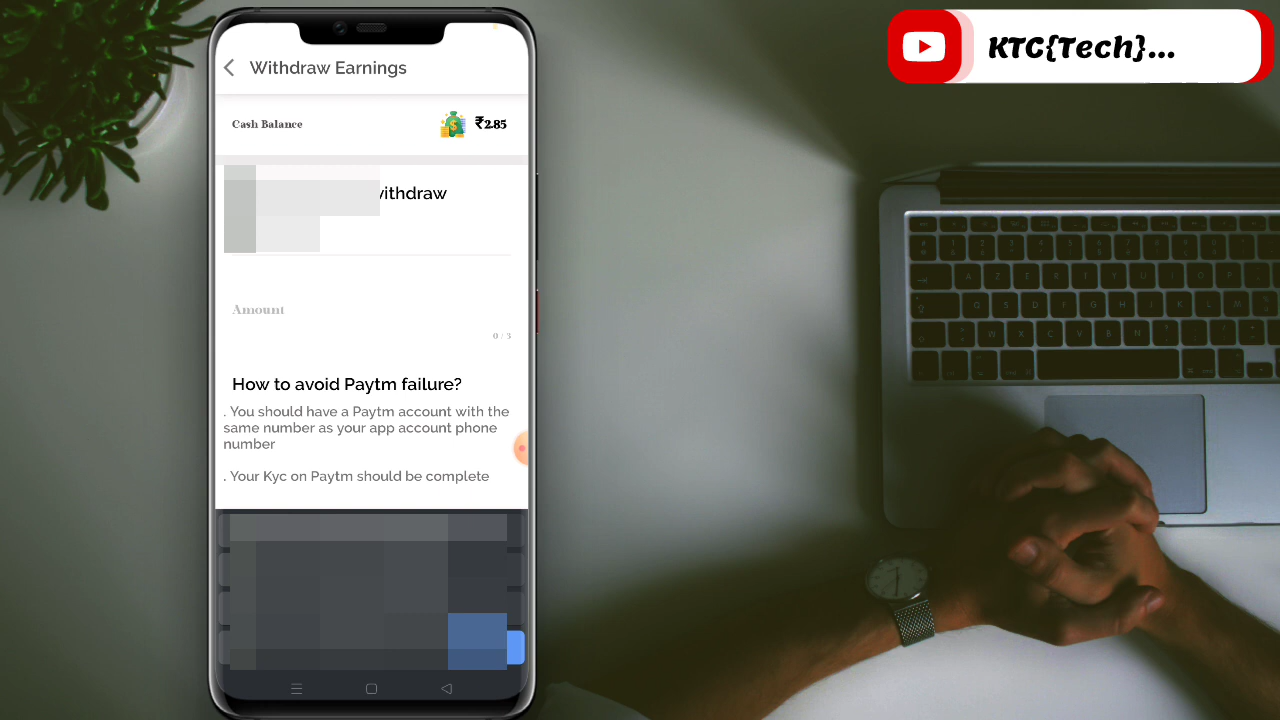 Withdraw Earnings
Cash Balance
₹2.85
withdraw
Amount
0 / 3
How to avoid Paytm failure?
. You should have a Paytm account with the
same number as your app account phone
number
. Your Kyc on Paytm should be complete
KTC{Tech}...